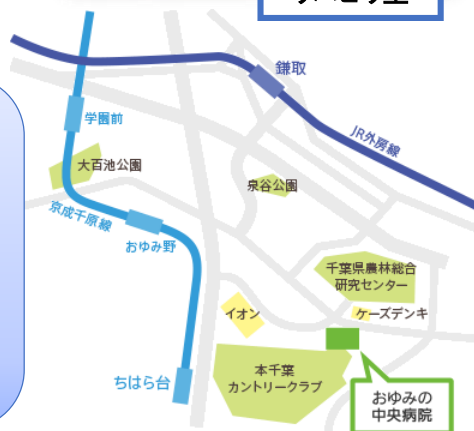 鎌取
JR外房線
学園前
大百池公園
泉谷公園
京成千原線
おゆみ野
千葉県農林総合
研究センター
イオン
ケーズデンキ
ちはら台
本千葉
カントリークラブ
おゆみの
中央病院